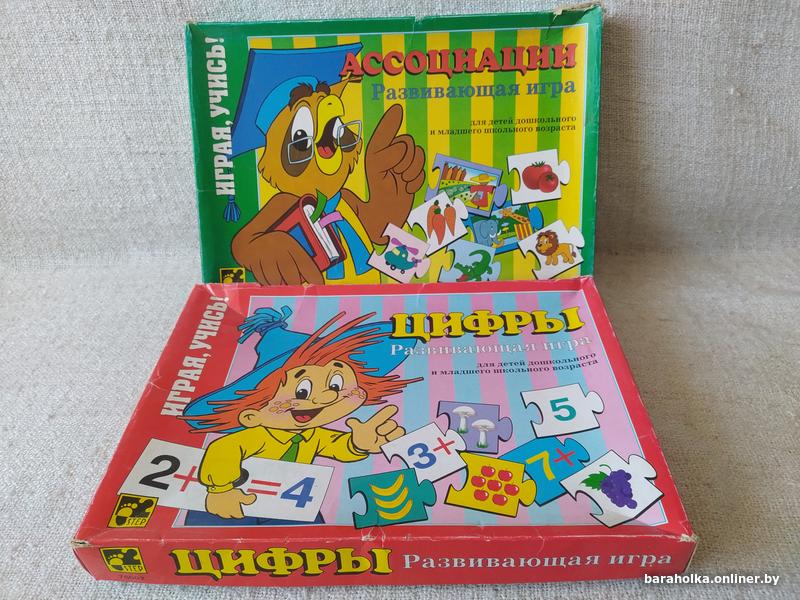 ИГРАЯ, УЧИСЬ!
АССОЦИАЦИИ
Развивающая игра
для детей дошкольного
и младшего школьного возраста
ИГРАЯ, УЧИСЬ!
ЦИФРЫ
Развивающая игра
для детей дошкольного
и младшего школьного возраста
5
3+
7+
2+2=4
STEP
STEP
ЦИФРЫ Развивающая игра
baraholka.onliner.by